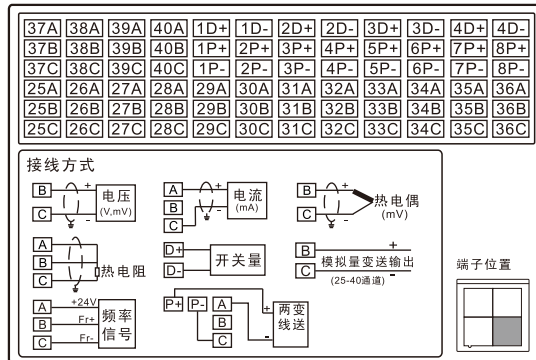 37A 38A 39A 40A 1D+ 1D- 2D+ 2D- 3D+ 3D- 4D+ 4D-
37B 38B 39B 40B 1P+ 2P+ 3P+ 4P+ 5P+ 6P+ 7P+ 8P+
37C 38C 39C 40C 1P- 2P- 3P- 4P- 5P- 6P- 7P- 8P-
25A 26A 27A 28A 29A 30A 31A 32A 33A 34A 35A 36A
25B 26B 27B 28B 29B 30B 31B 32B 33B 34B 35B 36B
25C 26C 27C 28C 29C 30C 31C 32C 33C 34C 35C 36C
接线方式
B + 电压
C - (V,mV)
A + 电流
B (mA)
C -
B + 热电偶
C - (mV)
A
B 热电阻
C
D+ 开关量
D-
B + 模拟量变送输出
C - (25-40通道)
A +24V 频率
B Fr+ 信号
C Fr-
P+ P- A + 两变
B 线送
C -
端子位置